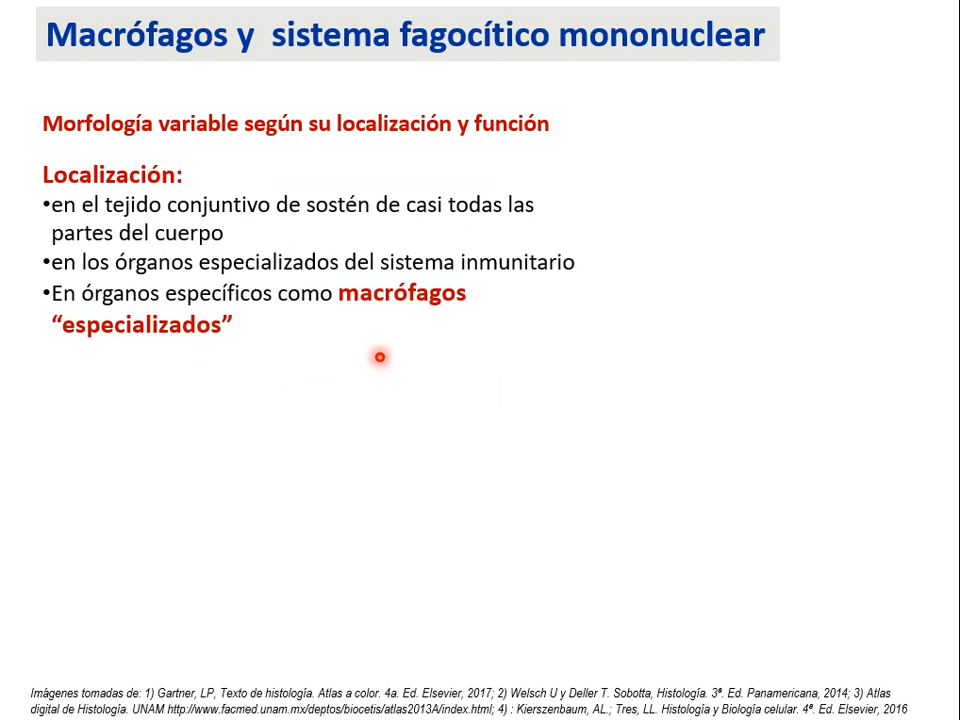 Macrófagos y  sistema fagocítico mononuclear
Morfología variable según su localización y función
Localización:
•en el tejido conjuntivo de sostén de casi todas las
partes del cuerpo
•en los órganos especializados del sistema inmunitario
•En órganos específicos como macrófagos
“especializados”
Imágenes tomadas de: 1) Gartner, LP, Texto de histología. Atlas a color. 4a. Ed. Elsevier, 2017; 2) Welsch U y Deller T. Sobotta, Histología. 3ª. Ed. Panamericana, 2014; 3) Atlas
digital de Histología. UNAM http://www.facmed.unam.mx/deptos/biocetis/atlas2013A/index.html; 4) : Kierszenbaum, AL.; Tres, LL. Histología y Biología celular. 4ª. Ed. Elsevier, 2016